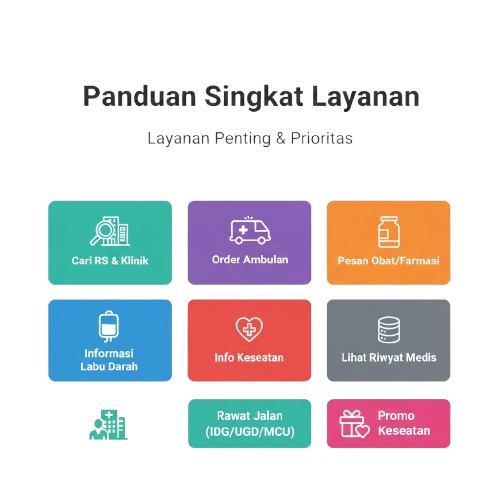 Panduan Singkat Layanan
Layanan Penting & Prioritas
Cari RS & Klinik
Order Ambulan
Pesan Obat/Farmasi
Informasi
Labu Darah
Info Keseatan
Lihat Riwyat Medis
Rawat Jalan
(IDG/UGD/MCU)
Promo
Keseatan